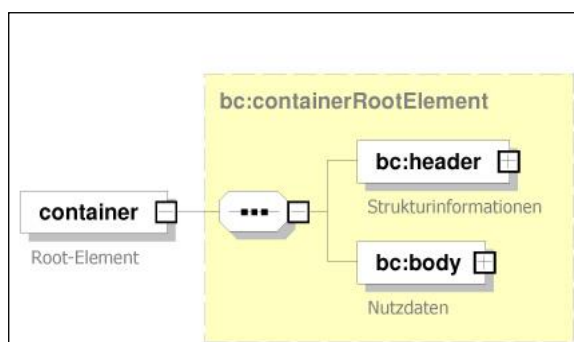 bc:containerRootElement
bc:header
Strukturinformationen
container
Root-Element
bc:body
Nutzdaten